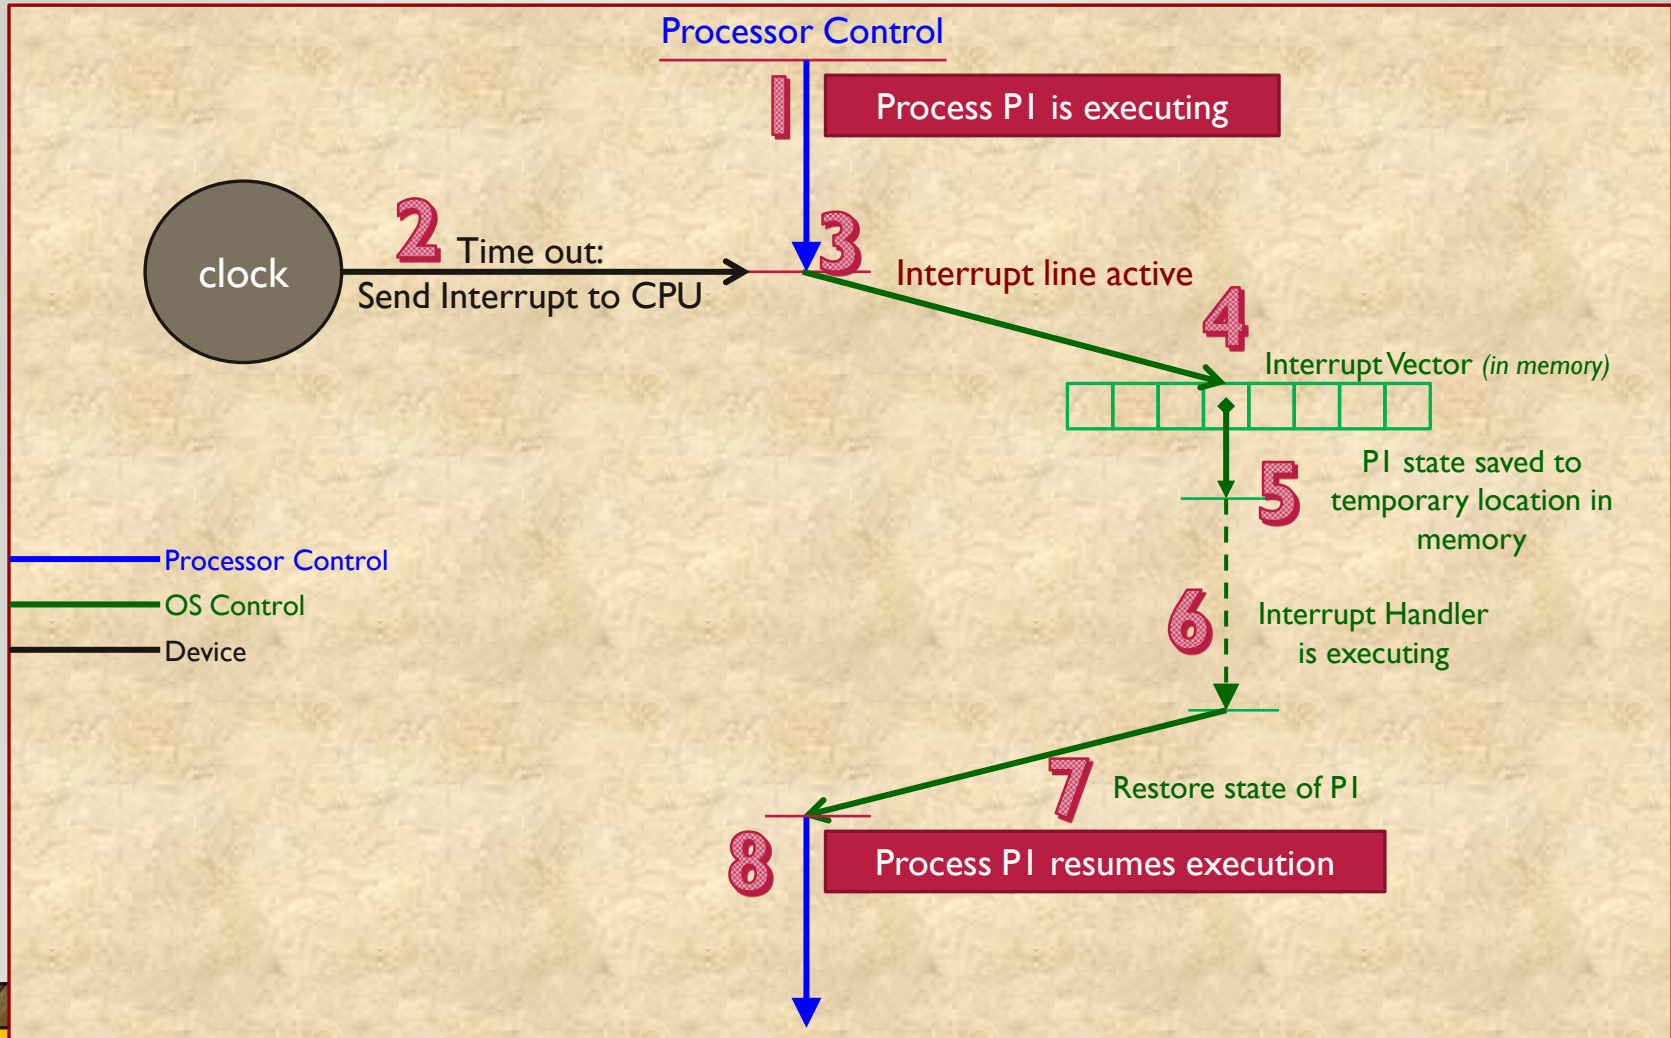 Processor Control
1
Process P1 is executing
2
Time out:
Send Interrupt to CPU
clock
3
Interrupt line active
4
Interrupt Vector (in memory)
5
P1 state saved to
temporary location in
memory
Processor Control
OS Control
Device
6
Interrupt Handler
is executing
7
Restore state of P1
8
Process P1 resumes execution